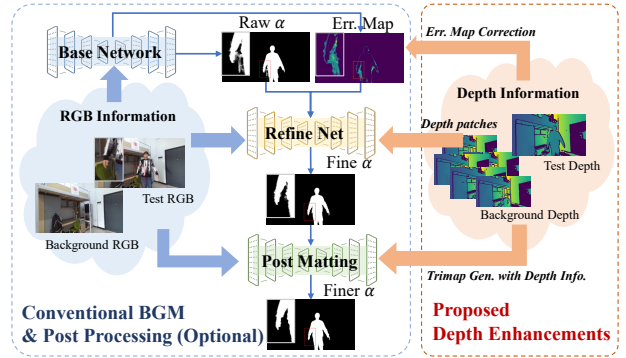 Raw α
Err. Map
Base Network
Err. Map Correction
RGB Information
Depth Information
Depth patches
Refine Net
Test Depth
Test RGB
Fine α
Background Depth
Background RGB
Post Matting
Trimap Gen. with Depth Info.
Finer α
Conventional BGM
& Post Processing (Optional)
Proposed
Depth Enhancements